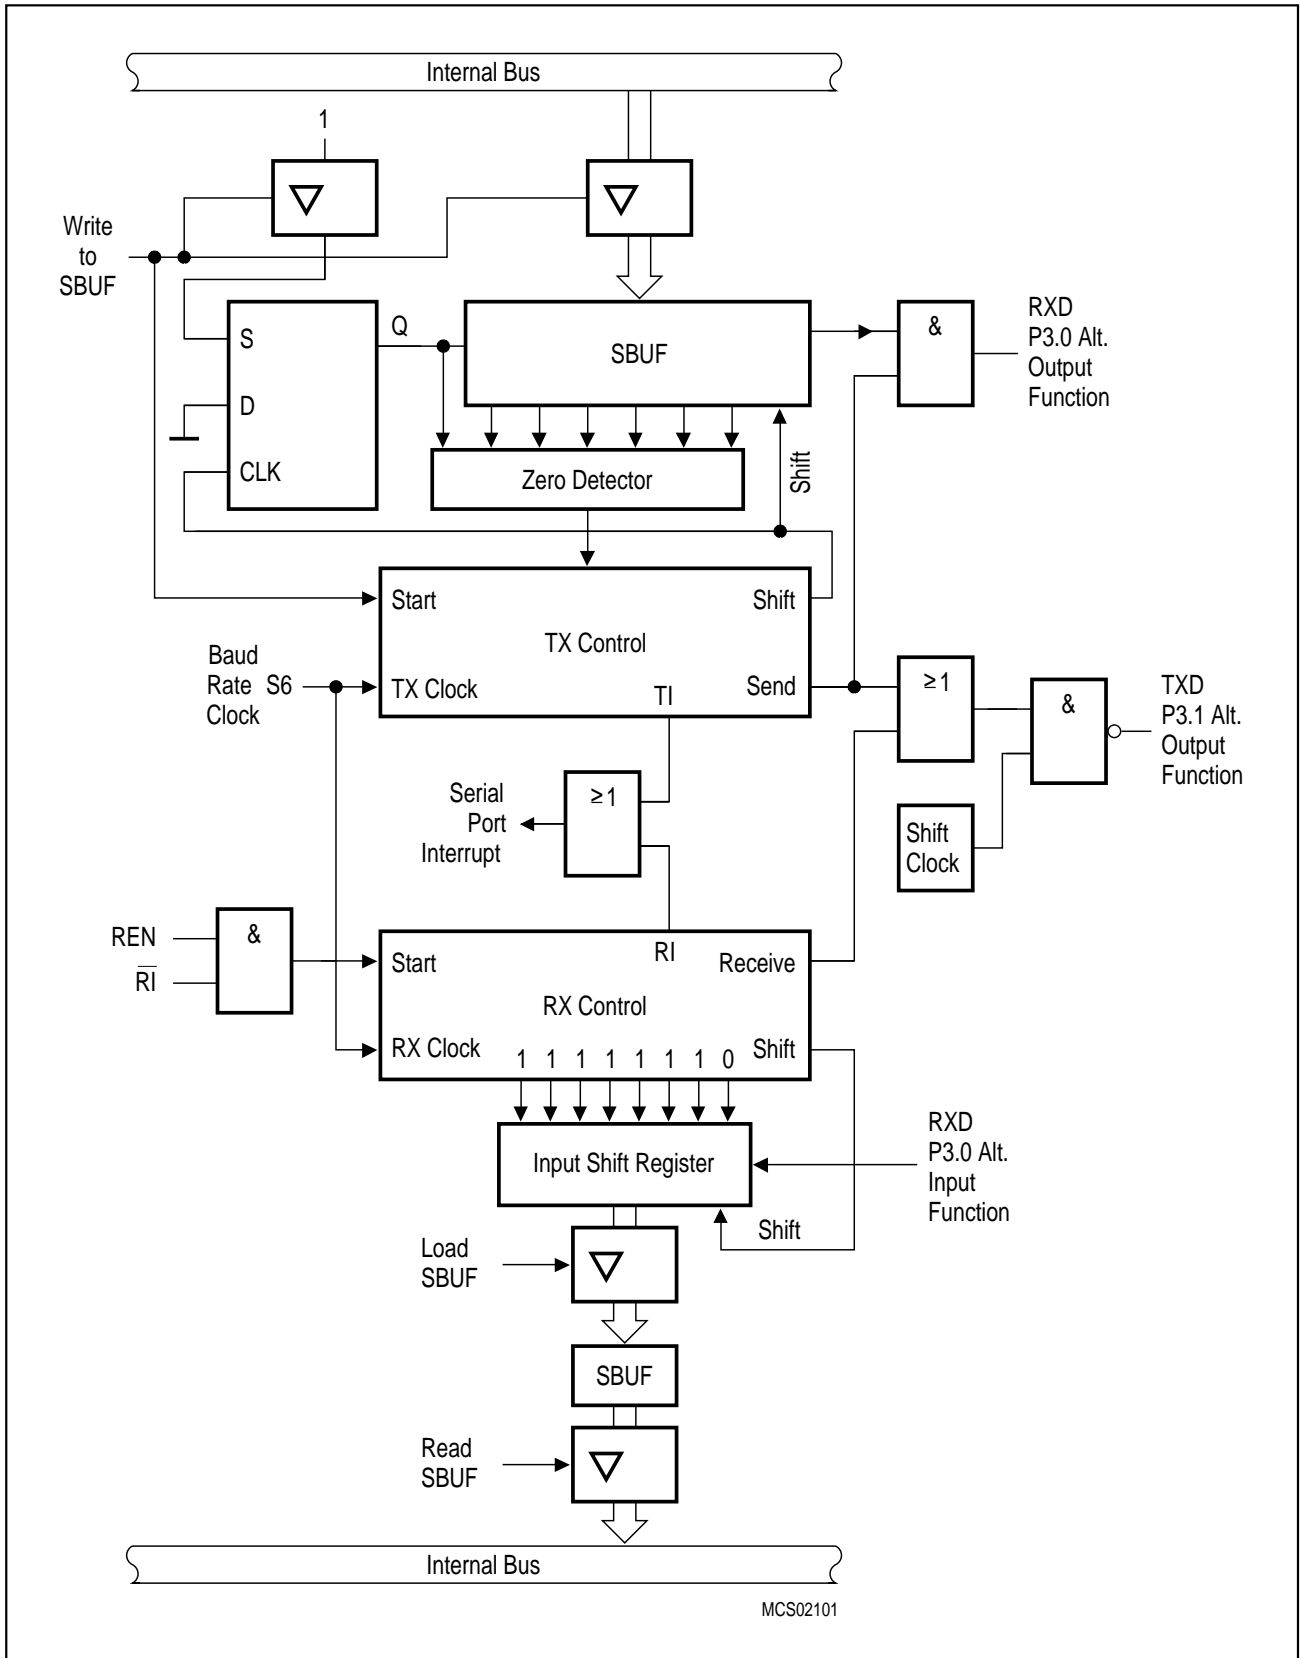 Internal Bus
1
Write
to
SBUF
S
D
CLK
Q
SBUF
&
RXD
P3.0 Alt.
Output
Function
Zero Detector
Shift
Start
Shift
TX Control
TX Clock
TI
Send
Baud
Rate S6
Clock
≥1
&
TXD
P3.1 Alt.
Output
Function
Serial
Port
Interrupt
≥1
Shift
Clock
REN
R̅I̅
&
Start
RI
Receive
RX Control
RX Clock
1 1 1 1 1 1 1 0
Shift
Input Shift Register
RXD
P3.0 Alt.
Input
Function
Shift
Load
SBUF
SBUF
Read
SBUF
Internal Bus
MCS02101